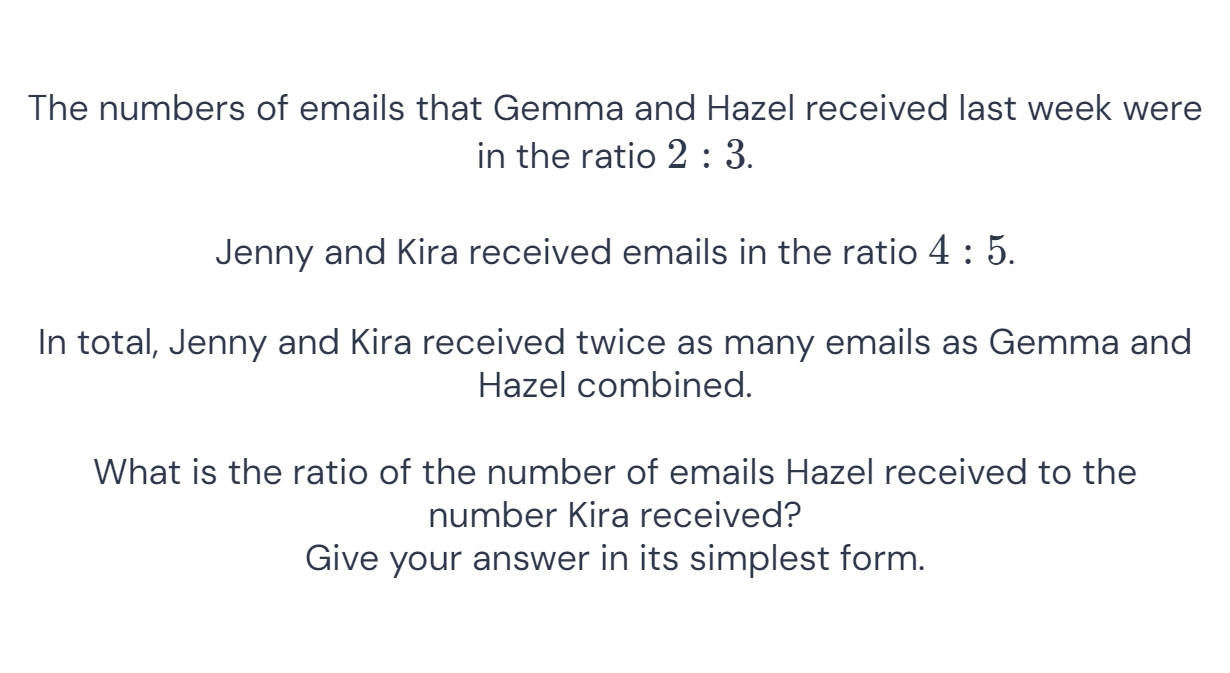 The numbers of emails that Gemma and Hazel received last week were
in the ratio 2 : 3.
Jenny and Kira received emails in the ratio 4 : 5.
In total, Jenny and Kira received twice as many emails as Gemma and
Hazel combined.
What is the ratio of the number of emails Hazel received to the
number Kira received?
Give your answer in its simplest form.